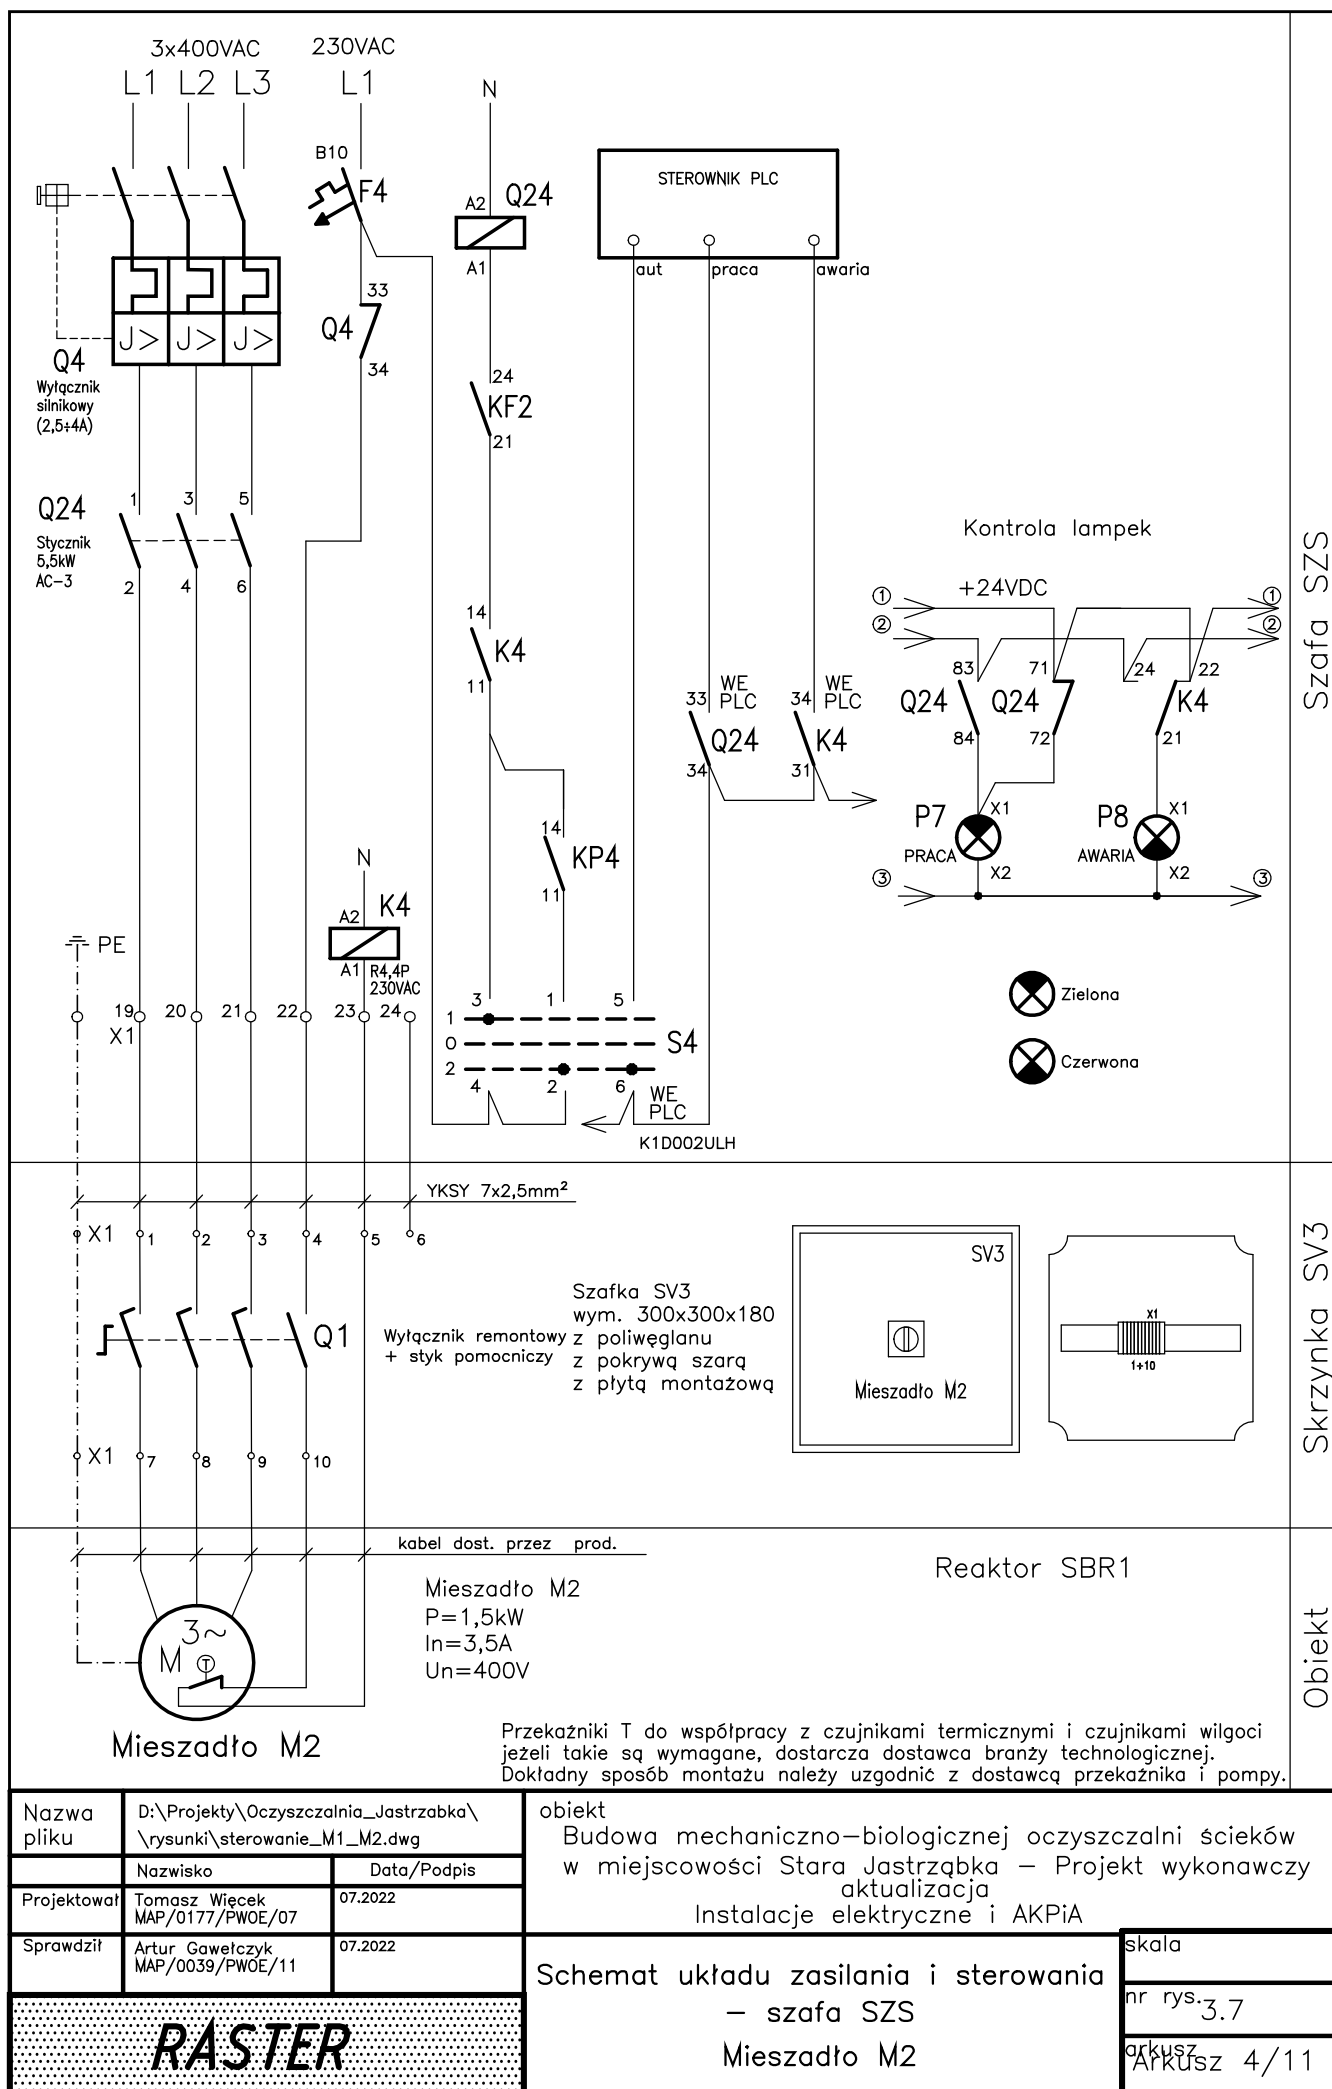 3x400VAC
230VAC
L1 L2 L3
L1
N
B10
F4
A2
Q24
A1
STEROWNIK PLC
aut
praca
awaria
33
Q4
34
J> J> J>
Q4
Wyłącznik
silnikowy
(2,5÷4A)
24
KF2
21
Q24
Stycznik
5,5kW
AC-3
1 3 5
2 4 6
Kontrola lampek
+24VDC
1
1
2
2
14
K4
11
83
71
24
22
Q24
Q24
K4
84
72
21
33
WE
PLC
Q24
34
34
WE
PLC
K4
31
P7
X1
PRACA
X2
P8
X1
AWARIA
X2
3
3
14
KP4
11
N
A2
K4
A1
R4,4P
230VAC
PE
19 20 21 22 23 24
X1
3 1 5
1
0
2
S4
4 2 6
WE
PLC
K1D002ULH
Zielona
Czerwona
Szafa SZS
YKSY 7x2,5mm²
X1 1 2 3 4 5 6
Q1
Wyłącznik remontowy
+ styk pomocniczy
Szafka SV3
wym. 300x300x180
z poliwęglanu
z pokrywą szarą
z płytą montażową
SV3
Mieszadło M2
X1
1÷10
X1 7 8 9 10
Skrzynka SV3
kabel dost. przez prod.
Reaktor SBR1
Mieszadło M2
P=1,5kW
In=3,5A
Un=400V
3~
M
T
Mieszadło M2
Obiekt
Przekaźniki T do współpracy z czujnikami termicznymi i czujnikami wilgoci
jeżeli takie są wymagane, dostarcza dostawca branży technologicznej.
Dokładny sposób montażu należy uzgodnić z dostawcą przekaźnika i pompy.
Nazwa
pliku
D:\Projekty\Oczyszczalnia_Jastrzabka\
\rysunki\sterowanie_M1_M2.dwg
Nazwisko
Data/Podpis
Projektował
Tomasz Więcek
MAP/0177/PWOE/07
07.2022
Sprawdził
Artur Gawełczyk
MAP/0039/PWOE/11
07.2022
RASTER
obiekt
Budowa mechaniczno-biologicznej oczyszczalni ścieków
w miejscowości Stara Jastrząbka - Projekt wykonawczy
aktualizacja
Instalacje elektryczne i AKPiA
Schemat układu zasilania i sterowania
- szafa SZS
Mieszadło M2
skala
nr rys.
3.7
arkusz
Arkusz 4/11